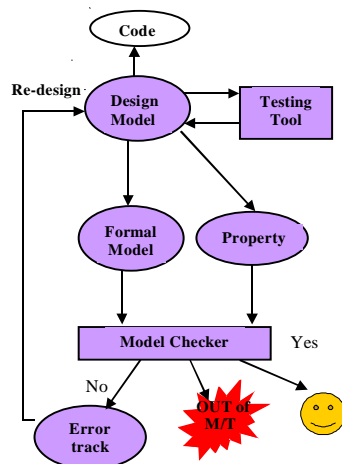 Code
Re-design
Design
Model
Testing
Tool
Formal
Model
Property
Model Checker
Yes
No
OUT of
M/T
Error
track